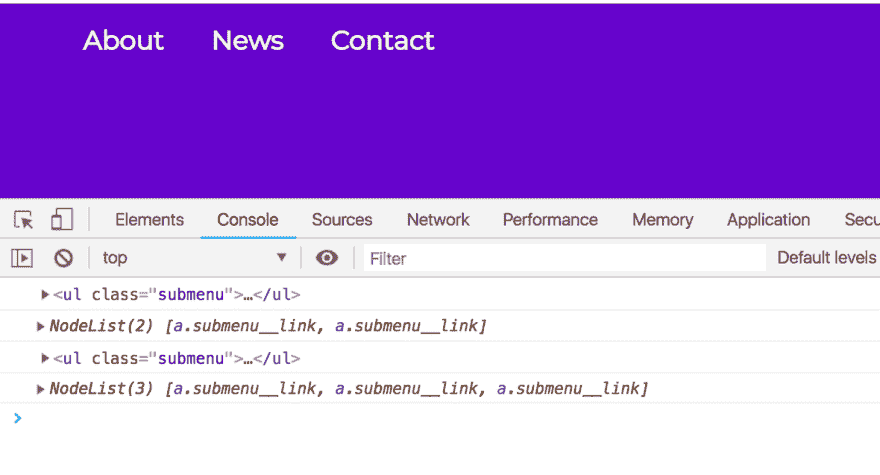 About News Contact
Elements Console Sources Network Performance Memory Application Secu
top Filter Default levels
<ul class="submenu">…</ul>
NodeList(2) [a.submenu__link, a.submenu__link]
<ul class="submenu">…</ul>
NodeList(3) [a.submenu__link, a.submenu__link, a.submenu__link]